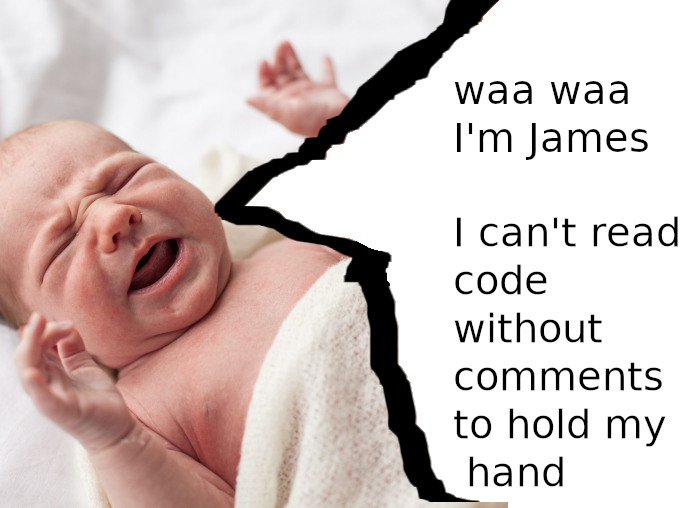 waa waa
I'm James
I can't read
code
without
comments
to hold my
hand